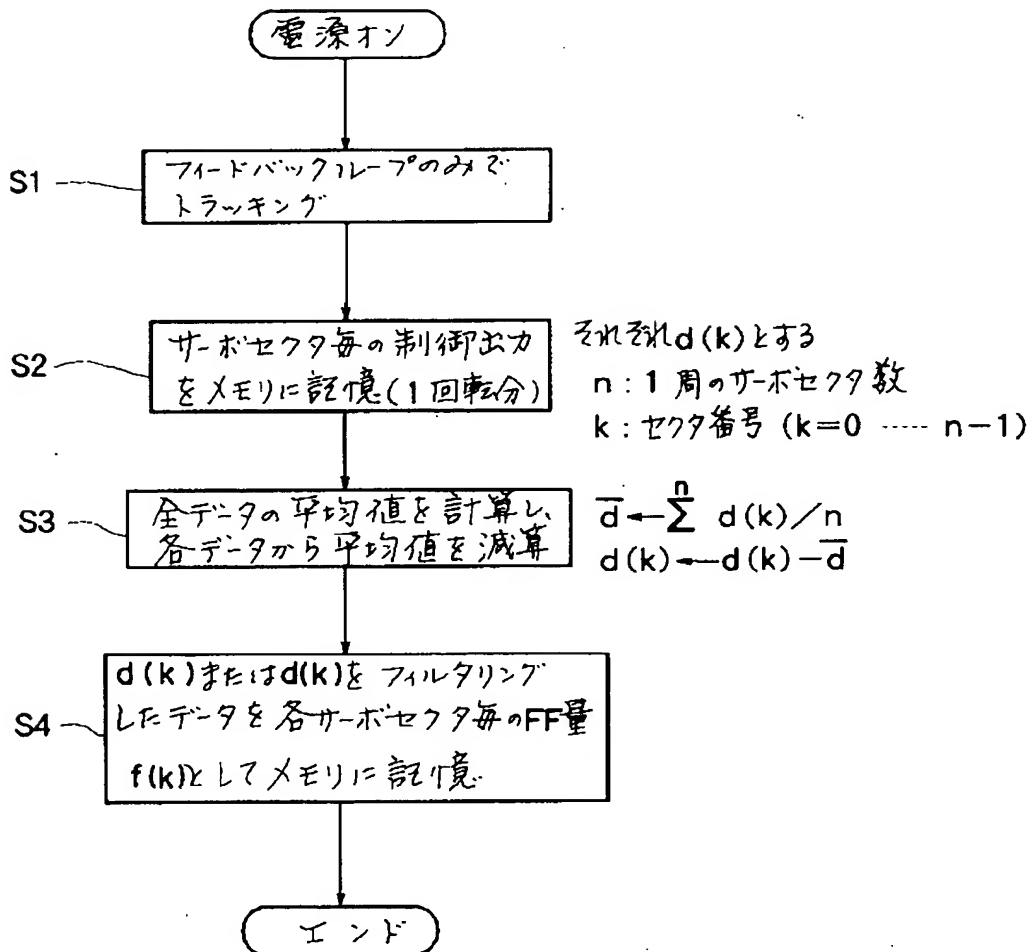 電源オン
S1
フィードバックループのみで
トラッキング
S2
サーボセクタ毎の制御出力
をメモリに記憶(1回転分)
それぞれd(k)とする
n:1周のサーボセクタ数
k:セクタ番号 (k=0 ····· n-1)
S3
全データの平均値を計算し、
各データから平均値を減算
d̅←∑ⁿ d(k)/n
d(k)←d(k)-d̅
S4
d(k)またはd(k)をフィルタリング
したデータを各サーボセクタ毎のFF量
f(k)としてメモリに記憶
エンド